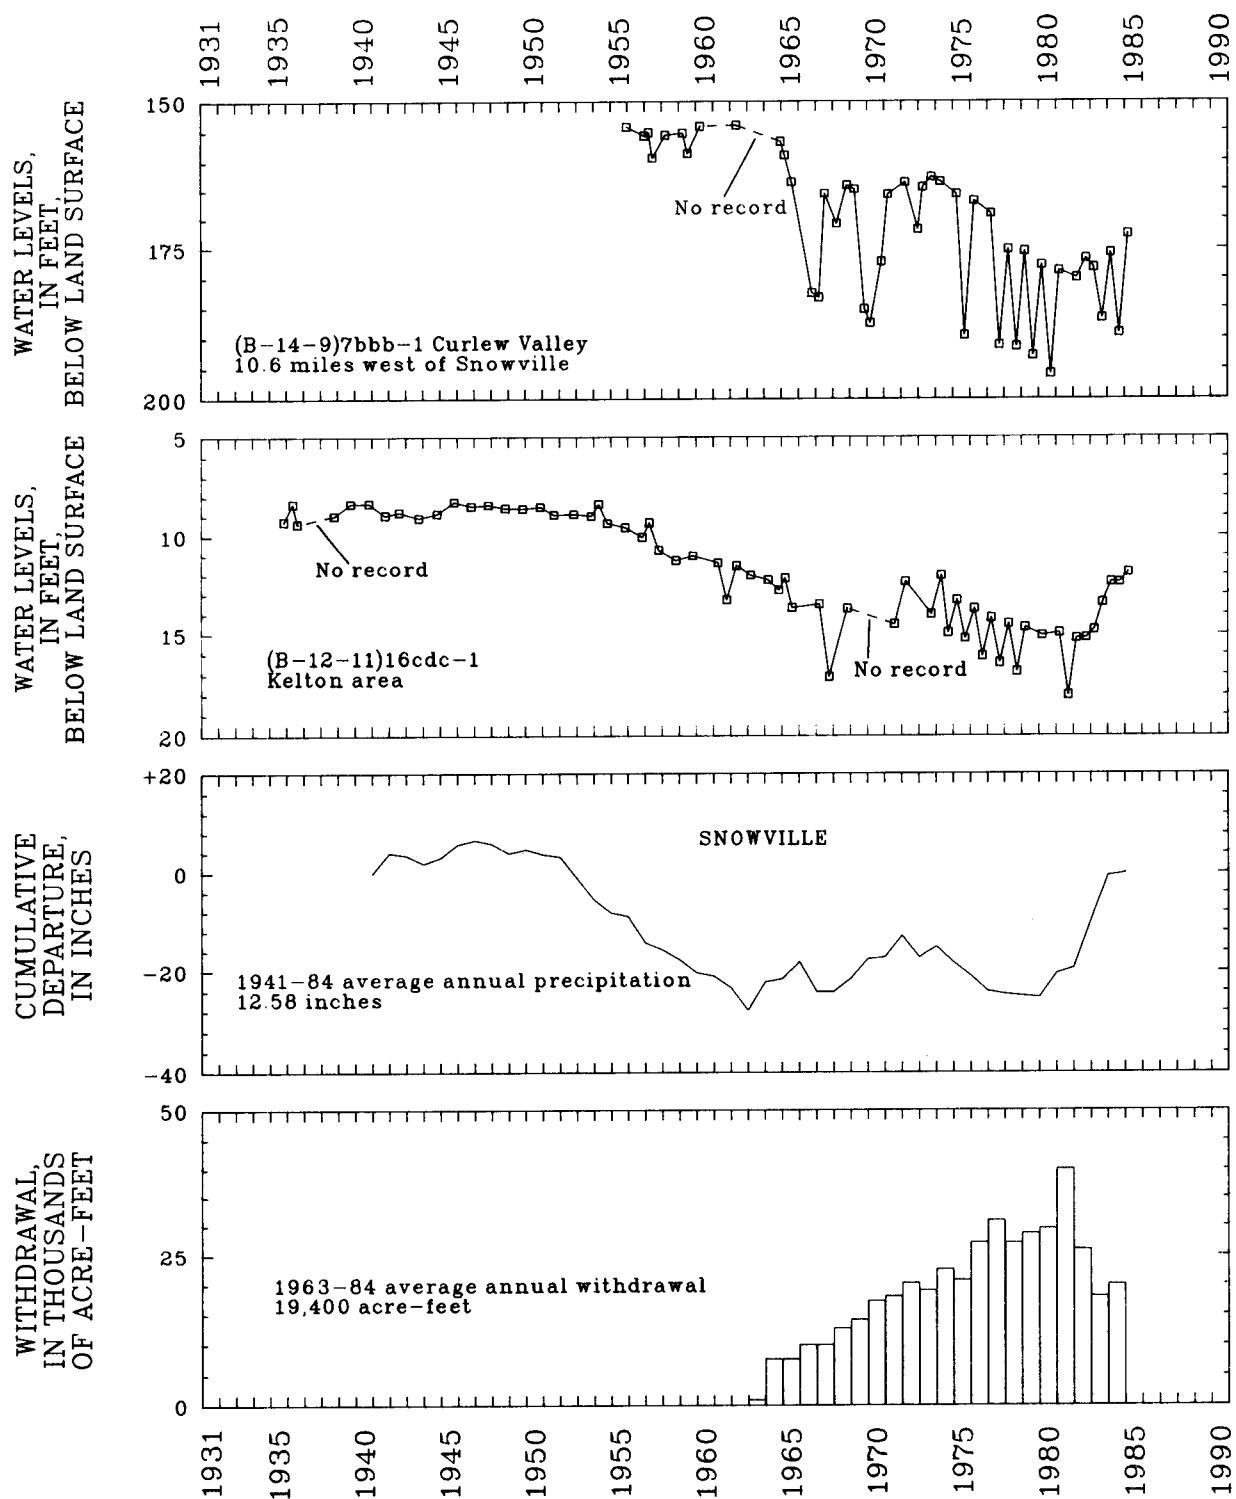 1931 1935 1940 1945 1950 1955 1960 1965 1970 1975 1980 1985 1990
WATER LEVELS,
IN FEET,
BELOW LAND SURFACE
150
175
200
No record
(B-14-9)7bbb-1 Curlew Valley
10.6 miles west of Snowville
WATER LEVELS,
IN FEET,
BELOW LAND SURFACE
5
10
15
20
No record
No record
(B-12-11)16cdc-1
Kelton area
CUMULATIVE
DEPARTURE,
IN INCHES
+20
0
-20
-40
SNOWVILLE
1941-84 average annual precipitation
12.58 inches
WITHDRAWAL,
IN THOUSANDS
OF ACRE-FEET
50
25
0
1963-84 average annual withdrawal
19,400 acre-feet
1931 1935 1940 1945 1950 1955 1960 1965 1970 1975 1980 1985 1990